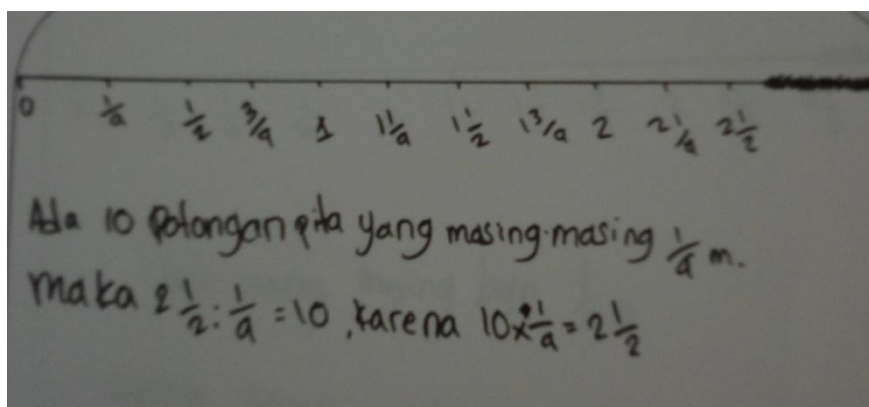 0 1/4 1/2 3/4 1 1 1/4 1 1/2 1 3/4 2 2 1/4 2 1/2
Ada 10 Potongan pita yang masing-masing 1/4 m.
maka 2 1/2 : 1/4 = 10, karena 10 x 1/4 = 2 1/2